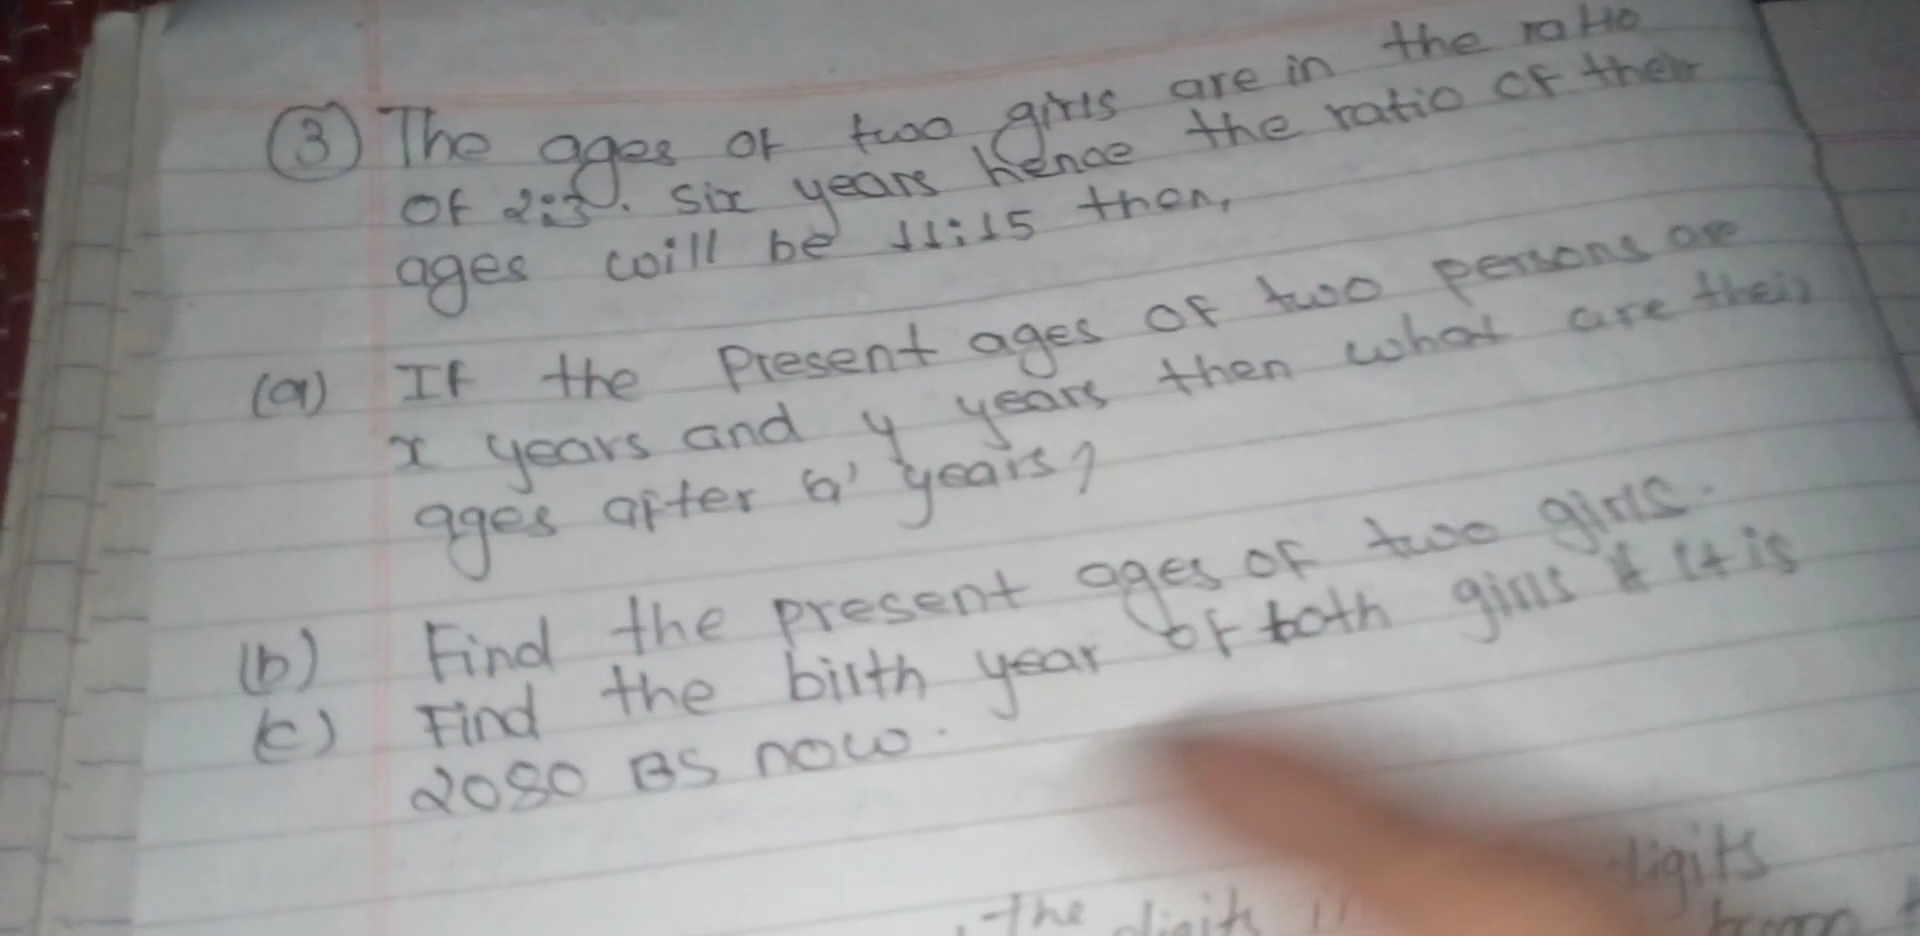 ③ The ages of two girls are in the ratio
of 2:3. Six years hence the ratio of their
ages will be 11:15 then,
(a) If the Present ages of two persons are
x years and y years then what are their
ages after 'a' years?
(b) Find the present ages of two girls.
(c) Find the birth year of both girls if it is
2080 BS now.
digits
the digits